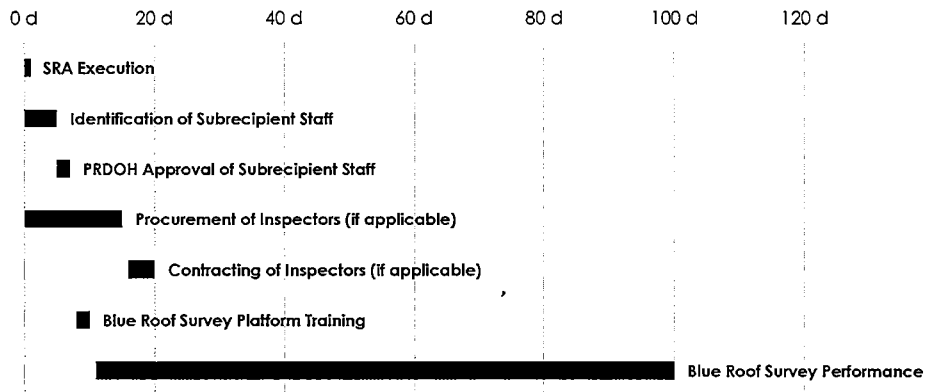 0 d 20 d 40 d 60 d 80 d 100 d 120 d
SRA Execution
Identification of Subrecipient Staff
PRDOH Approval of Subrecipient Staff
Procurement of Inspectors (if applicable)
Contracting of Inspectors (if applicable)
Blue Roof Survey Platform Training
Blue Roof Survey Performance